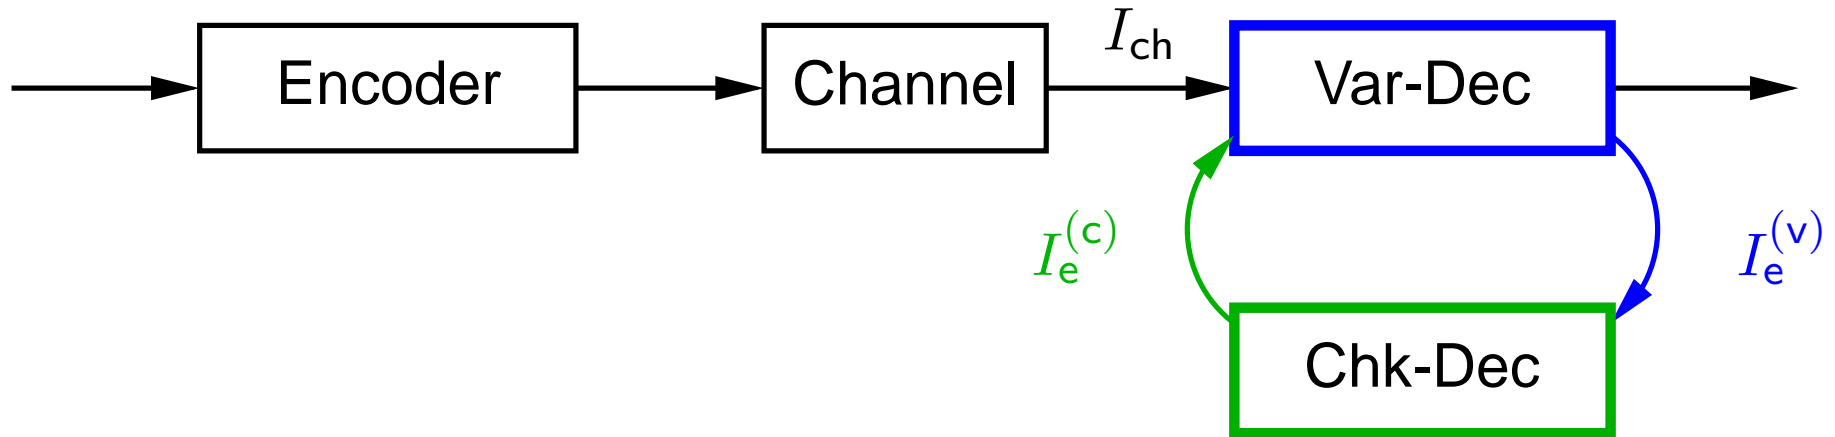 Encoder
Channel
I_ch
Var-Dec
I_e^(c)
I_e^(v)
Chk-Dec